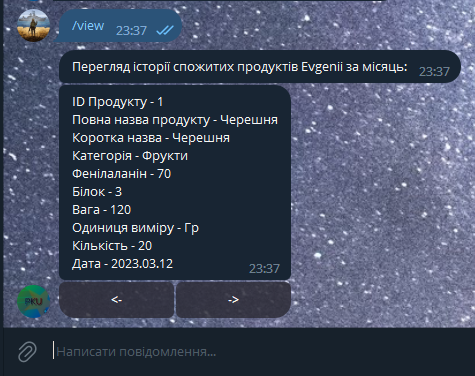 /view 23:37
Перегляд історії спожитих продуктів Evgenii за місяць: 23:37
ID Продукту - 1
Повна назва продукту - Черешня
Коротка назва - Черешня
Категорія - Фрукти
Фенілаланін - 70
Білок - 3
Вага - 120
Одиниця виміру - Гр
Кількість - 20
Дата - 2023.03.12 23:37
PKU <- ->
Написати повідомлення...